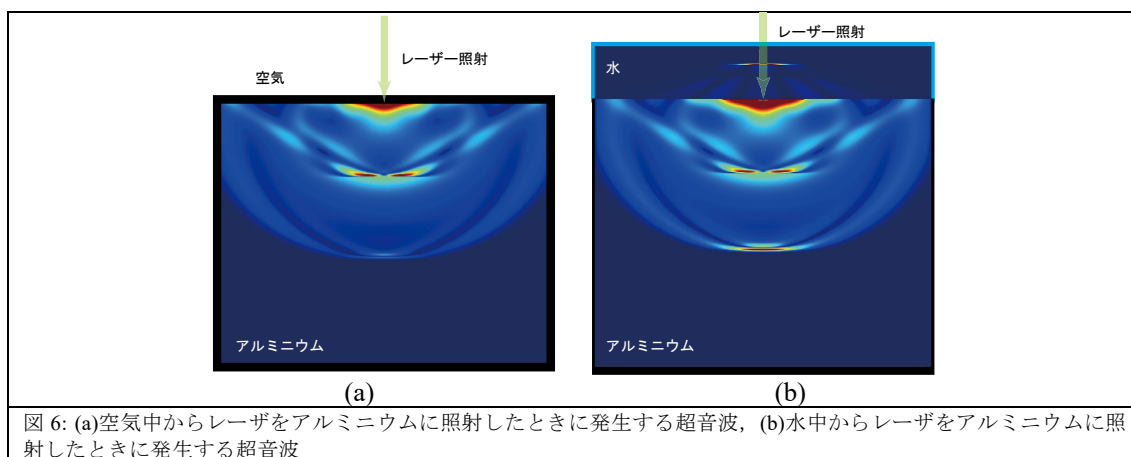 レーザー照射
空気
アルミニウム
(a)
レーザー照射
水
アルミニウム
(b)
図 6: (a)空気中からレーザをアルミニウムに照射したときに発生する超音波，(b)水中からレーザをアルミニウムに照
射したときに発生する超音波